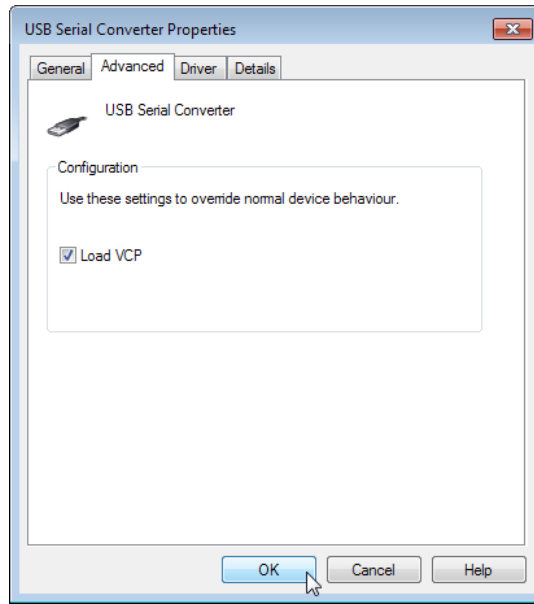 USB Serial Converter Properties
General Advanced Driver Details
USB Serial Converter
Configuration
Use these settings to override normal device behaviour.
Load VCP
OK Cancel Help